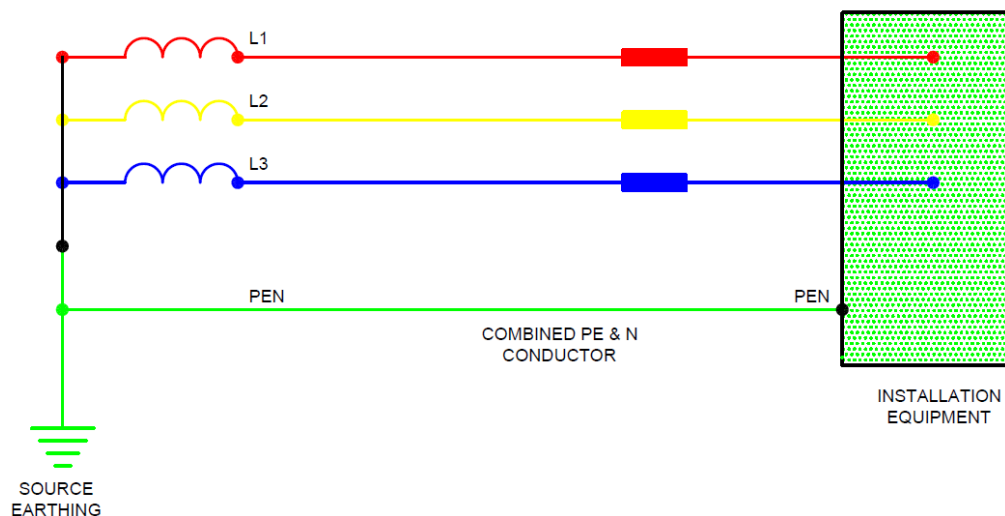 L1
L2
L3
PEN
PEN
COMBINED PE & N
CONDUCTOR
INSTALLATION
EQUIPMENT
SOURCE
EARTHING